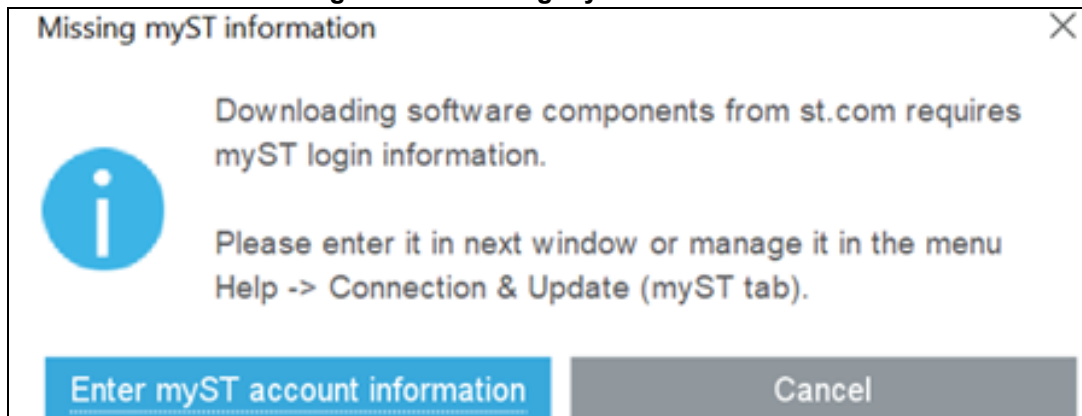 Missing myST information
Downloading software components from st.com requires
myST login information.
Please enter it in next window or manage it in the menu
Help -> Connection & Update (myST tab).
Enter myST account information
Cancel